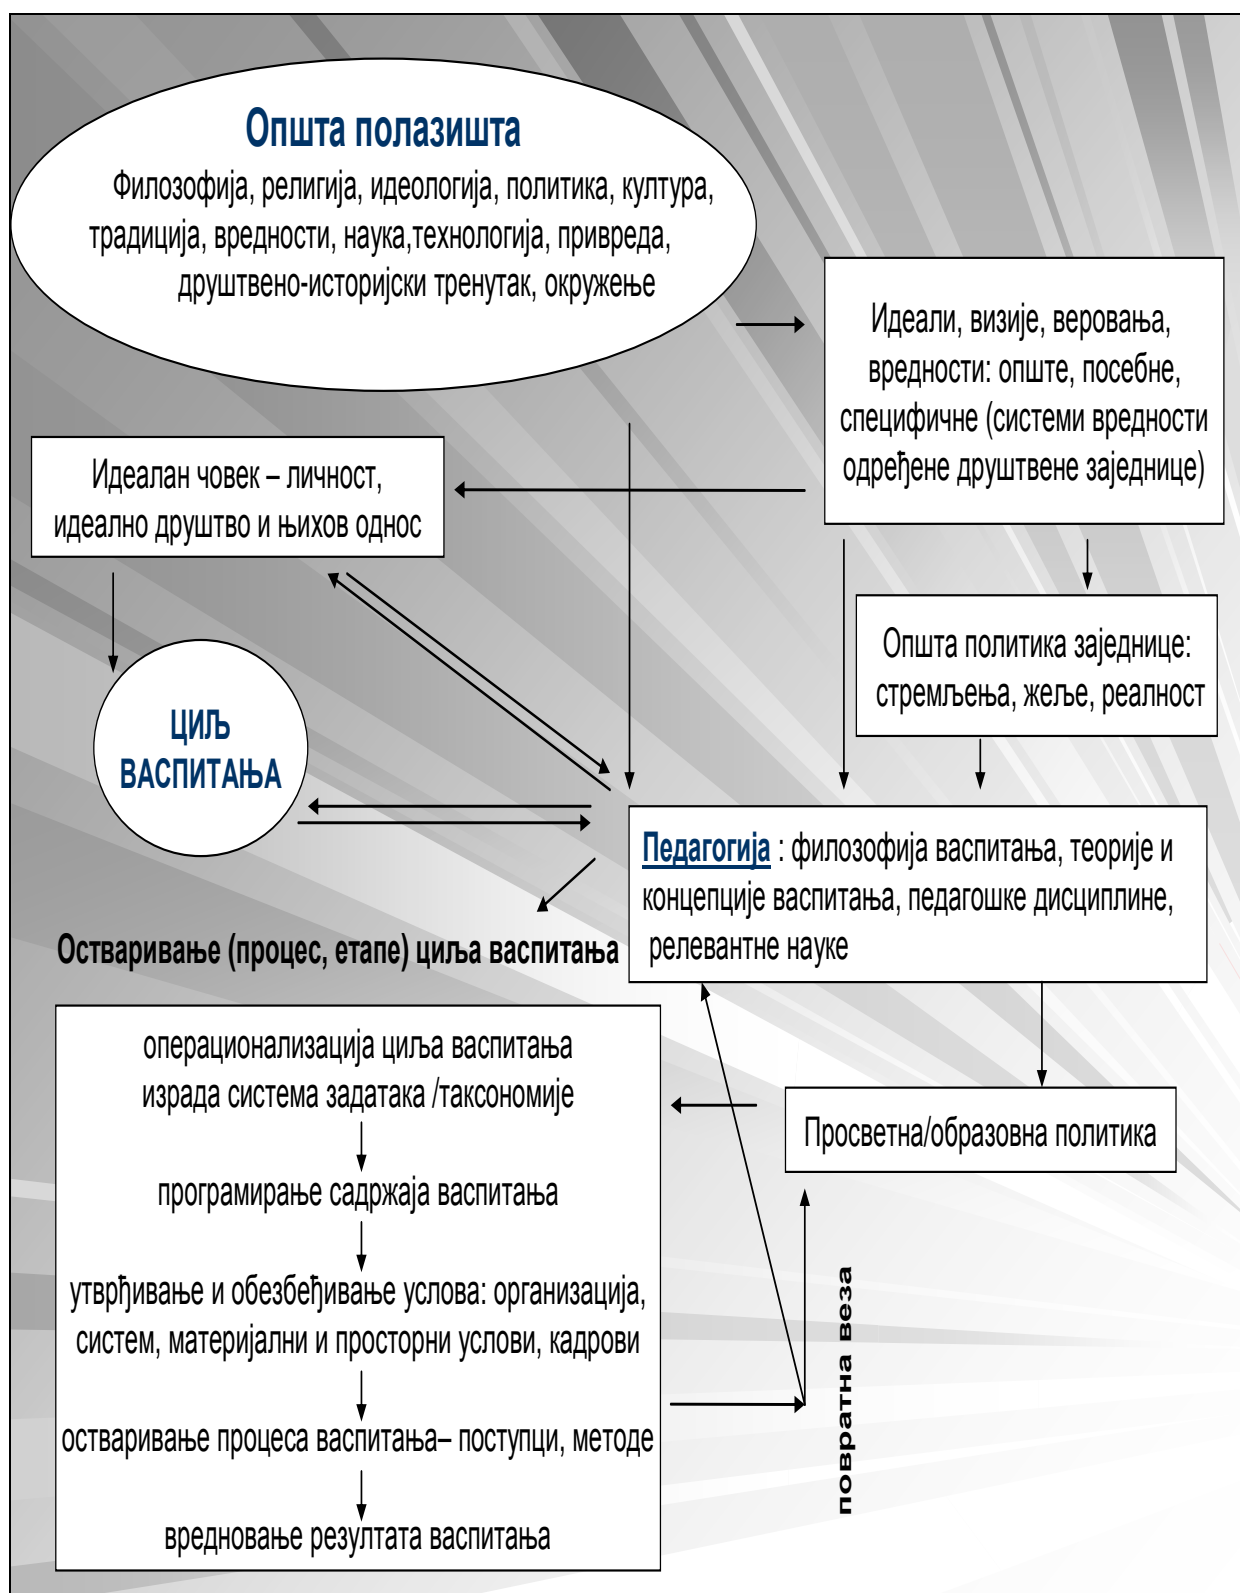 Општа полазишта
Филозофија, религија, идеологија, политика, култура,
традиција, вредности, наука,технологија, привреда,
друштвено-историјски тренутак, окружење
Идеали, визије, веровања,
вредности: опште, посебне,
специфичне (системи вредности
одређене друштвене заједнице)
Идеалан човек – личност,
идеално друштво и њихов однос
Општа политика заједнице:
стремљења, жеље, реалност
ЦИЉ
ВАСПИТАЊА
Педагогија : филозофија васпитања, теорије и
концепције васпитања, педагошке дисциплине,
релевантне науке
Остваривање (процес, етапе) циља васпитања
операционализација циља васпитања
израда система задатака /таксономије
програмирање садржаја васпитања
утврђивање и обезбеђивање услова: организација,
систем, материјални и просторни услови, кадрови
остваривање процеса васпитања– поступци, методе
вредновање резултата васпитања
Просветна/образовна политика
повратна веза